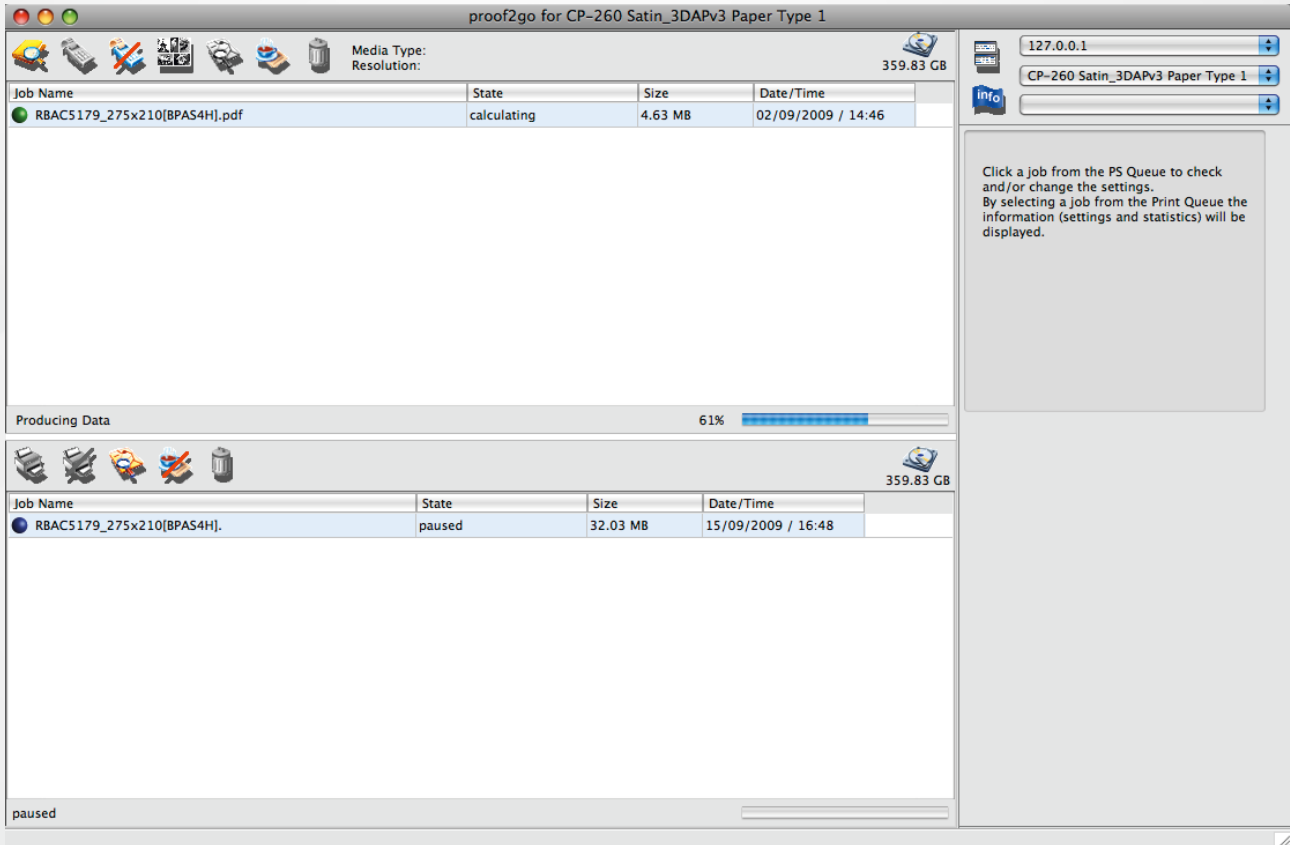 proof2go for CP-260 Satin_3DAPv3 Paper Type 1
Media Type:
Resolution:
359.83 GB
Job Name State Size Date/Time
RBAC5179_275x210[BPAS4H].pdf calculating 4.63 MB 02/09/2009 / 14:46
Producing Data 61%
359.83 GB
Job Name State Size Date/Time
RBAC5179_275x210[BPAS4H]. paused 32.03 MB 15/09/2009 / 16:48
paused
127.0.0.1
CP-260 Satin_3DAPv3 Paper Type 1
info
Click a job from the PS Queue to check
and/or change the settings.
By selecting a job from the Print Queue the
information (settings and statistics) will be
displayed.